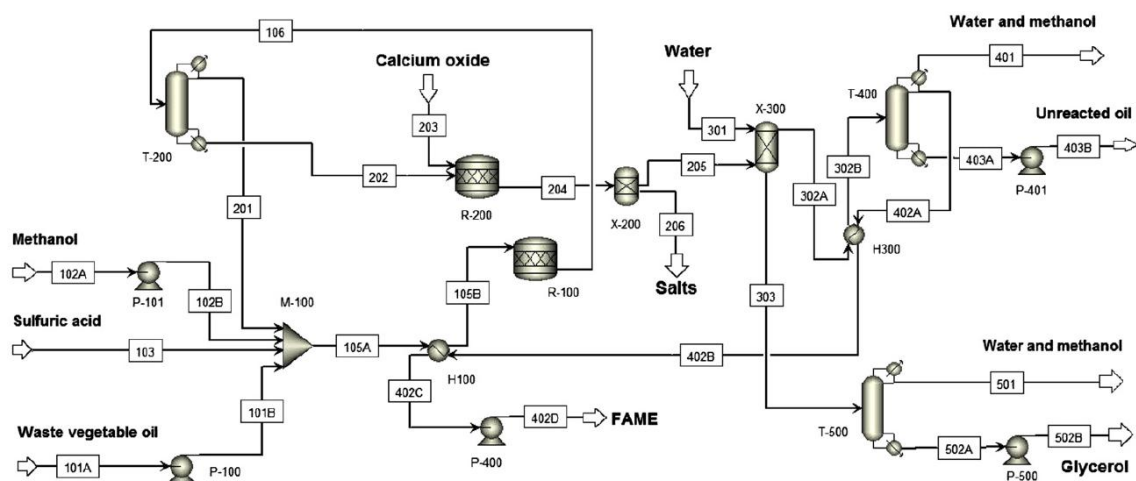 106
Calcium oxide
203
T-200
202
R-200
204
201
Water
301
X-300
205
X-200
206
Salts
302A
302B
T-400
Water and methanol
401
Unreacted oil
403A
403B
P-401
402A
H300
Methanol
102A
P-101
102B
M-100
Sulfuric acid
103
105A
105B
R-100
H100
402B
402C
402D
FAME
P-400
101B
Waste vegetable oil
101A
P-100
303
T-500
Water and methanol
501
502A
502B
P-500
Glycerol